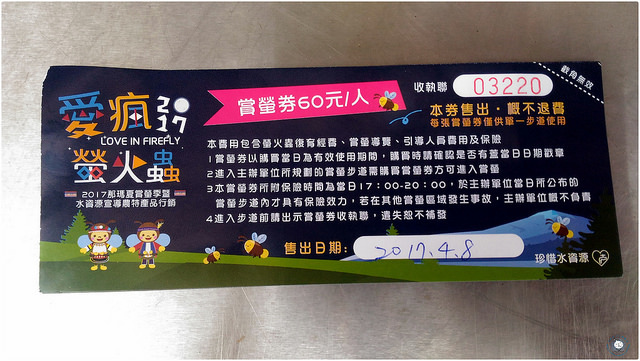 愛瘋
2017
LOVE IN FIREFLY
螢火蟲
2017那瑪夏賞螢季暨
水資源宣導農特產品行銷
賞螢券60元/人
收執聯
03220
截角無效
本券售出，概不退費
每張賞螢券僅供單一步道使用
本費用包含螢火蟲復育經費、賞螢導覽、引導人員費用及保險
1賞螢券以購買當日為有效使用期間，購買時請確認是否有蓋當日日期戳章
2進入主辦單位所規劃的賞螢步道需購買賞螢券方可進入賞螢
3本賞螢券所附保險時間為當日17：00-20：00，於主辦單位當日所公布的
賞螢步道內才具有保險效力，若在其他賞螢區域發生事故，主辦單位概不負責
4進入步道前請出示賞螢券收執聯，遺失恕不補發
售出日期：
2017.4.8
珍惜水資源